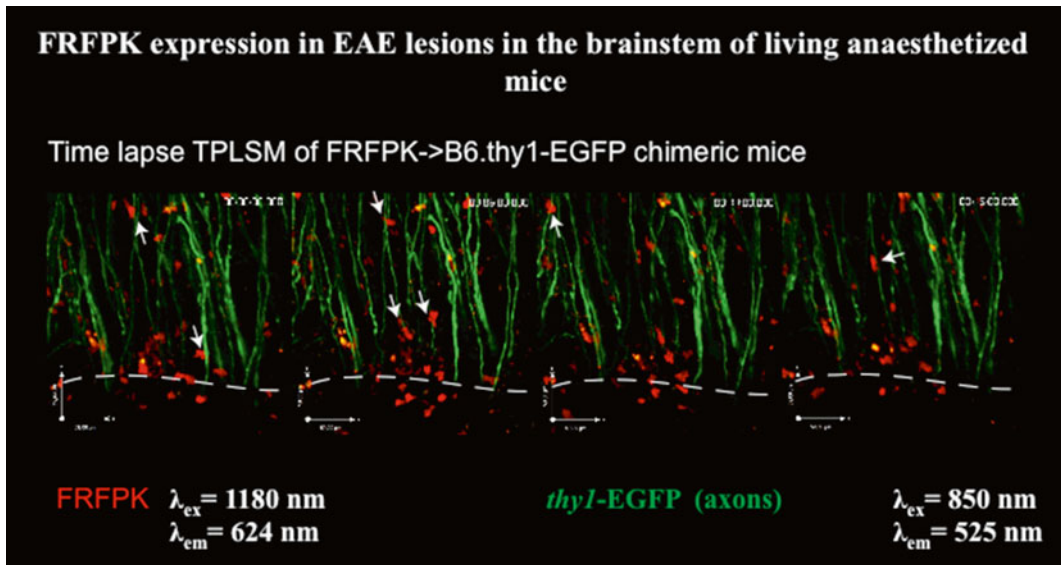 FRFPK expression in EAE lesions in the brainstem of living anaesthetized
mice
Time lapse TPLSM of FRFPK->B6.thy1-EGFP chimeric mice
FRFPK λex= 1180 nm
λem= 624 nm
thy1-EGFP (axons)
λex= 850 nm
λem= 525 nm